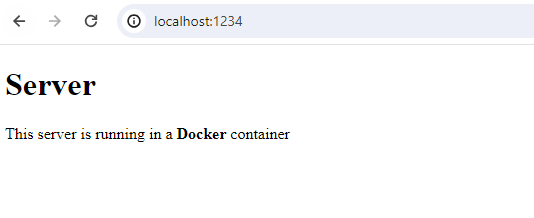 localhost:1234
Server
This server is running in a Docker container